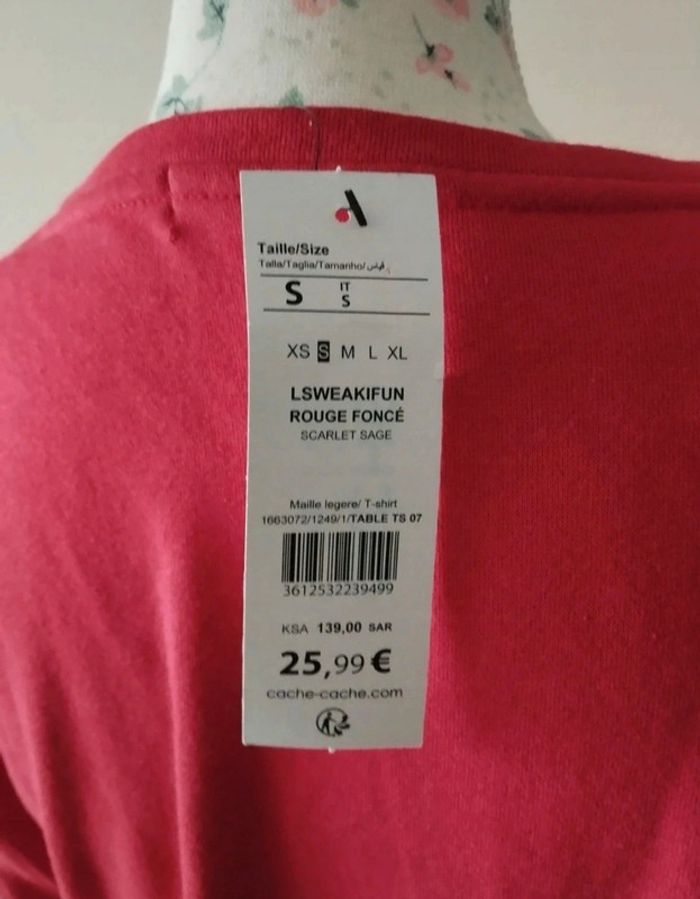 Taille/Size
Talla/Taglia/Tamanho/قياس
S IT S
XS S M L XL
LSWEAKIFUN
ROUGE FONCÉ
SCARLET SAGE
Maille legere/ T-shirt
1663072/1249/1/TABLE TS 07
3612532239499
KSA 139,00 SAR
25,99 €
cache-cache.com